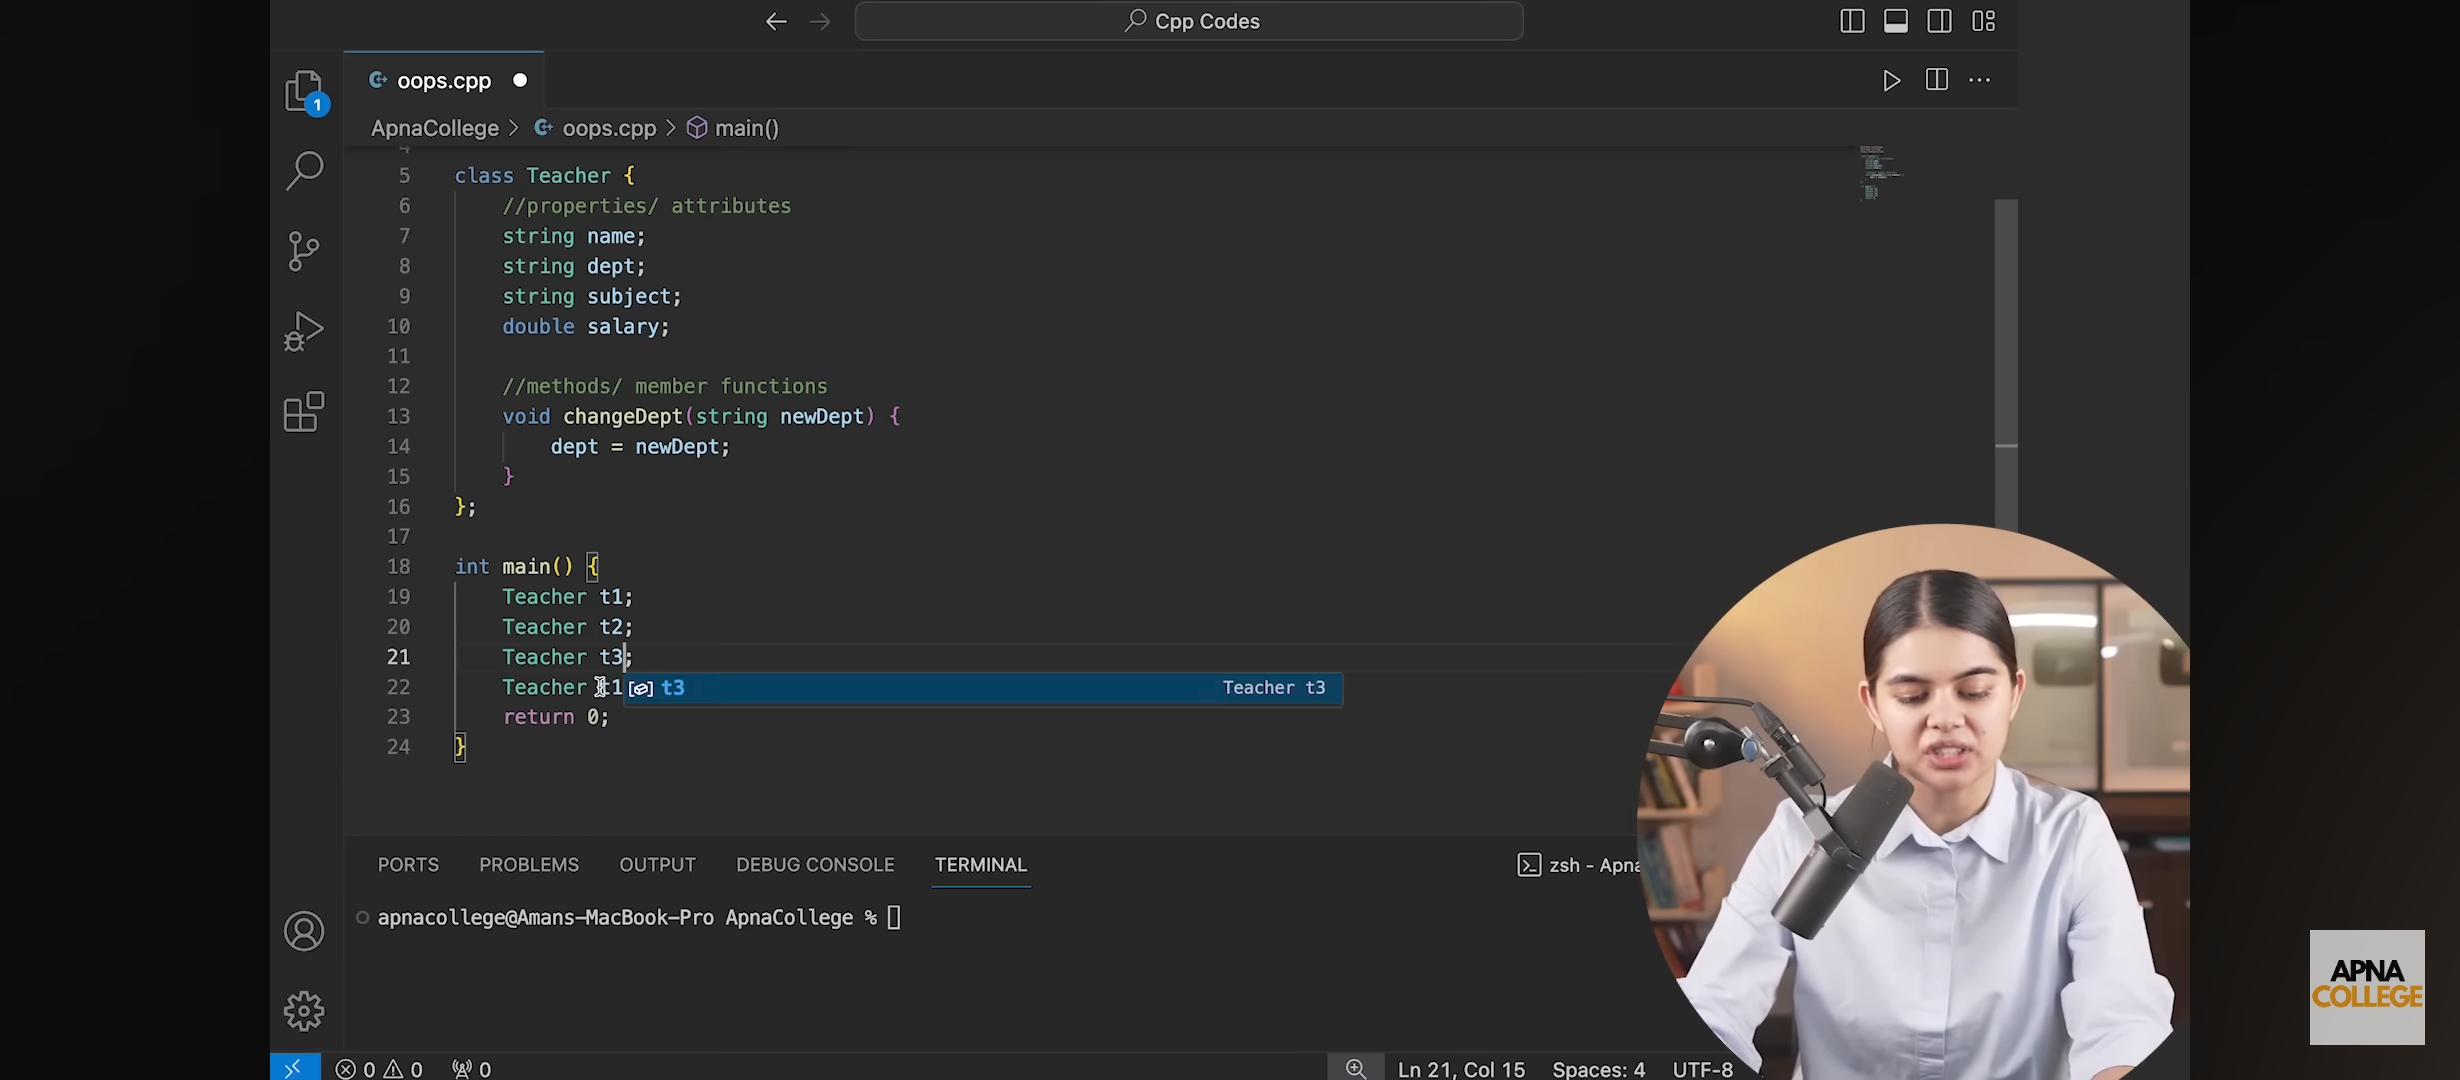 Cpp Codes
oops.cpp
1
ApnaCollege > oops.cpp > main()
4
5 class Teacher {
6 //properties/ attributes
7 string name;
8 string dept;
9 string subject;
10 double salary;
11
12 //methods/ member functions
13 void changeDept(string newDept) {
14 dept = newDept;
15 }
16 };
17
18 int main() {
19 Teacher t1;
20 Teacher t2;
21 Teacher t3;
22 Teacher t1 t3 Teacher t3
23 return 0;
24 }
PORTS PROBLEMS OUTPUT DEBUG CONSOLE TERMINAL zsh - Apna
apnacollege@Amans-MacBook-Pro ApnaCollege %
0 0 0 Ln 21, Col 15 Spaces: 4 UTF-8
APNA
COLLEGE